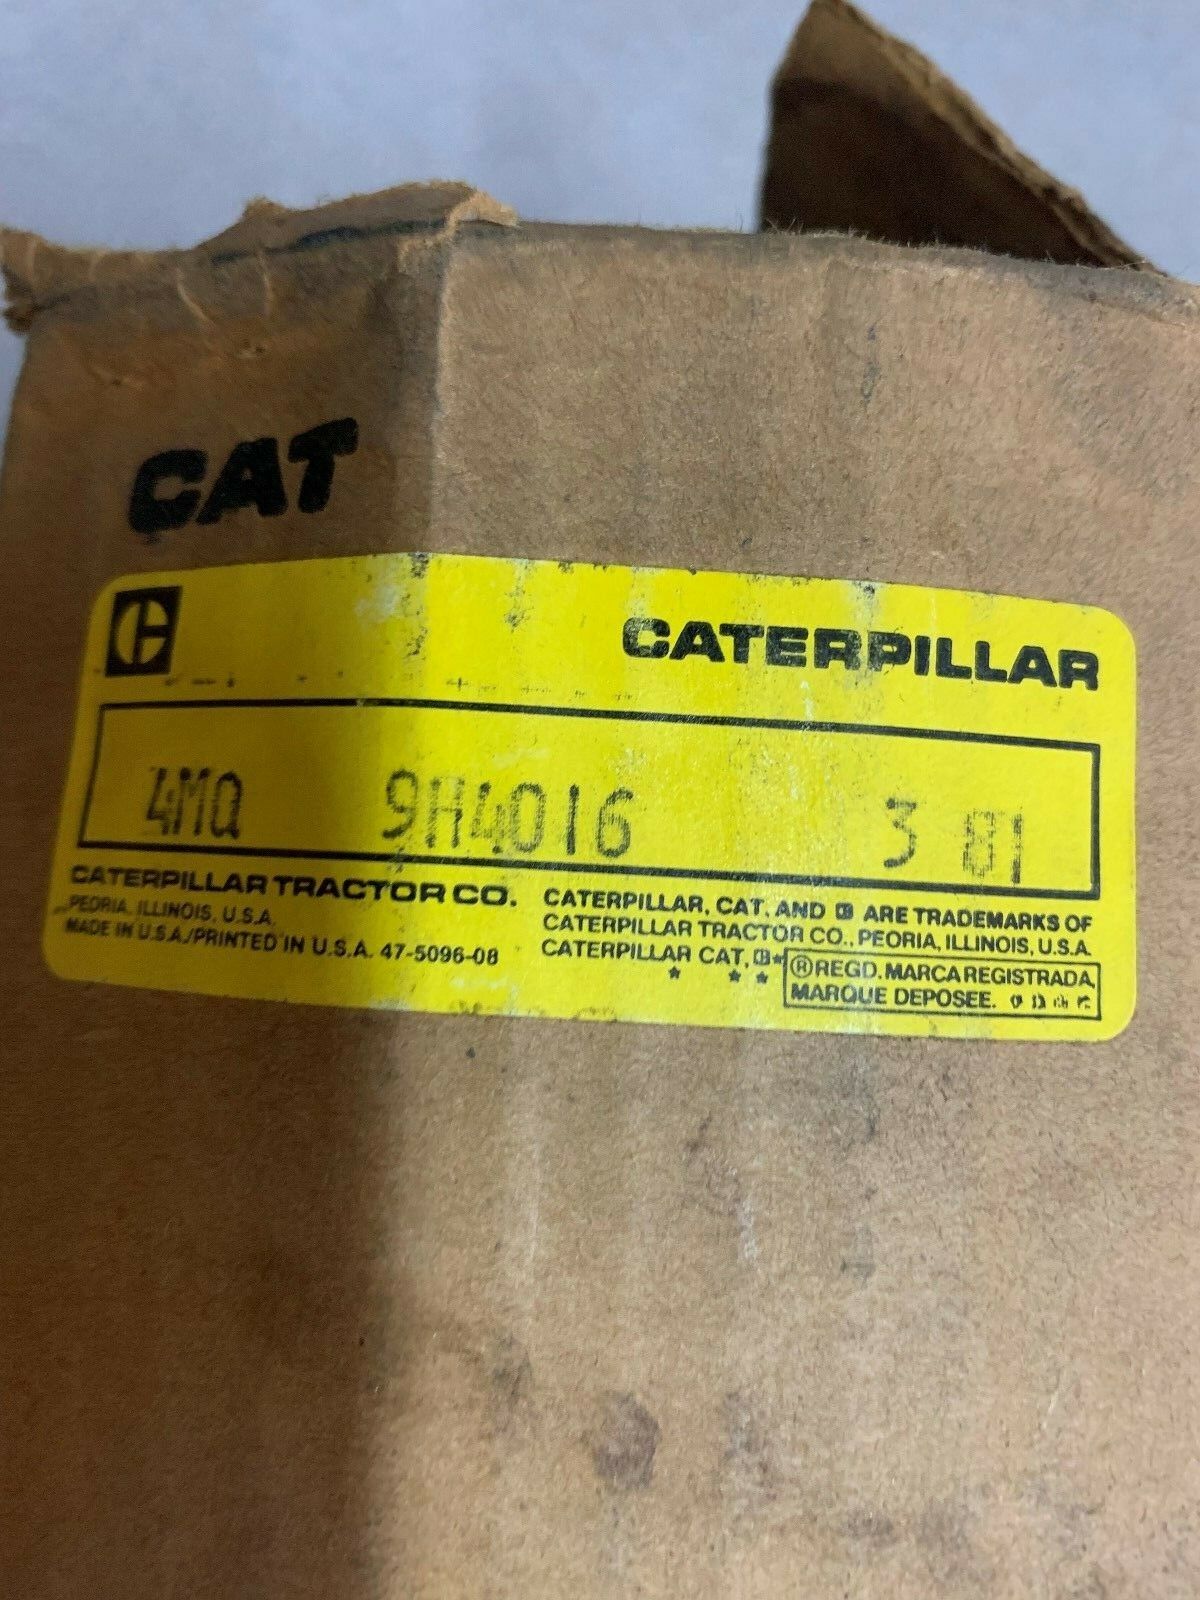 CAT
CATERPILLAR
4MQ 9H4016 3 81
CATERPILLAR TRACTOR CO.
PEORIA, ILLINOIS, U.S.A.
MADE IN U.S.A./PRINTED IN U.S.A. 47-5096-08
CATERPILLAR, CAT, AND C ARE TRADEMARKS OF
CATERPILLAR TRACTOR CO., PEORIA, ILLINOIS, U.S.A.
CATERPILLAR CAT, C*
* * *
® REGD. MARCA REGISTRADA,
MARQUE DEPOSEE.